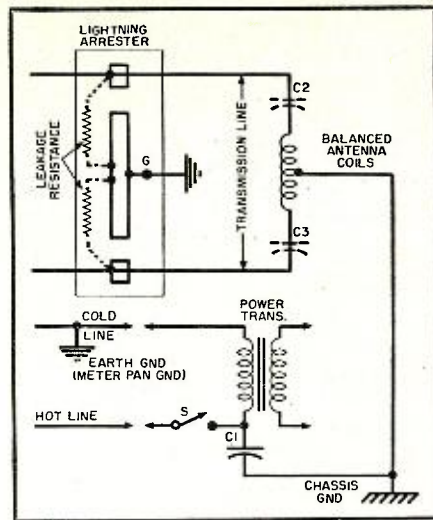 LIGHTNING
ARRESTER
C2
BALANCED
ANTENNA
COILS
LEAKAGE
RESISTANCE
G
TRANSMISSION LINE
C3
POWER
TRANS.
COLD
LINE
EARTH GND
(METER PAN GND)
HOT LINE
S
C1
CHASSIS
GND